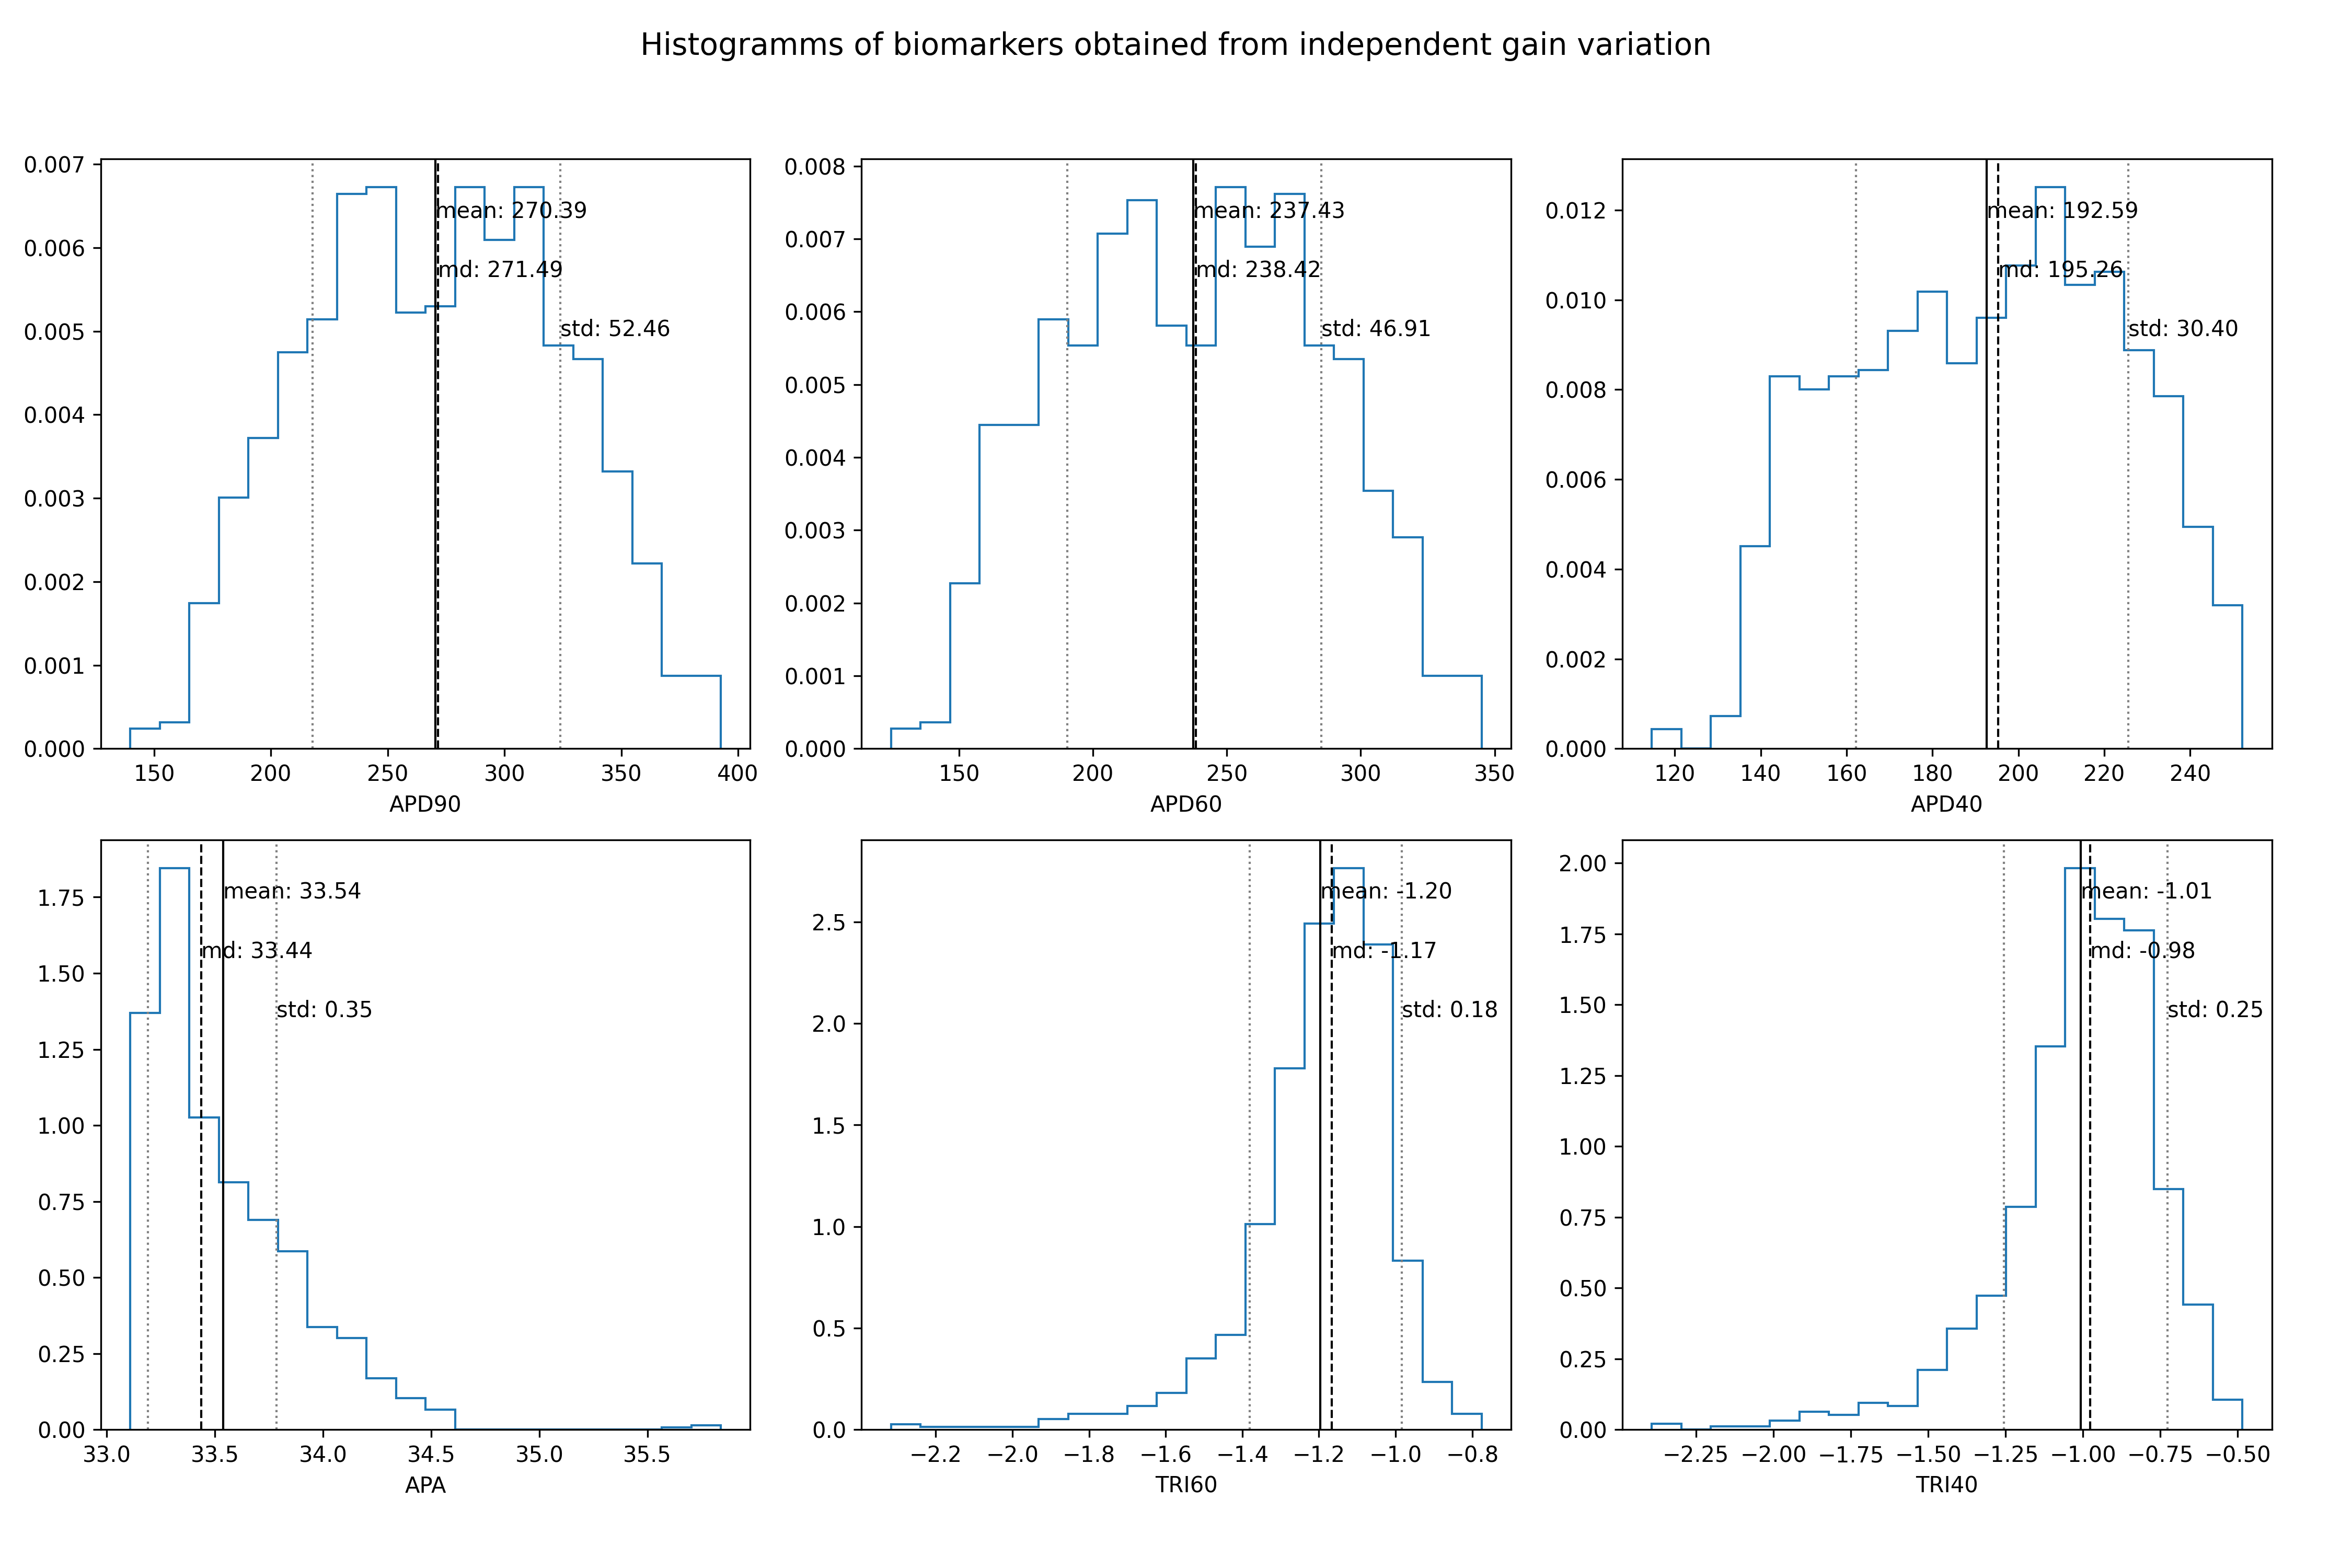 Histogramms of biomarkers obtained from independent gain variation
0.007
0.006
0.005
0.004
0.003
0.002
0.001
0.000
mean: 270.39
md: 271.49
std: 52.46
150 200 250 300 350 400
APD90
0.008
0.007
0.006
0.005
0.004
0.003
0.002
0.001
0.000
mean: 237.43
md: 238.42
std: 46.91
150 200 250 300 350
APD60
0.012
0.010
0.008
0.006
0.004
0.002
0.000
mean: 192.59
md: 195.26
std: 30.40
120 140 160 180 200 220 240
APD40
1.75
1.50
1.25
1.00
0.75
0.50
0.25
0.00
mean: 33.54
md: 33.44
std: 0.35
33.0 33.5 34.0 34.5 35.0 35.5
APA
2.5
2.0
1.5
1.0
0.5
0.0
mean: -1.20
md: -1.17
std: 0.18
−2.2 −2.0 −1.8 −1.6 −1.4 −1.2 −1.0 −0.8
TRI60
2.00
1.75
1.50
1.25
1.00
0.75
0.50
0.25
0.00
mean: -1.01
md: -0.98
std: 0.25
−2.25 −2.00 −1.75 −1.50 −1.25 −1.00 −0.75 −0.50
TRI40